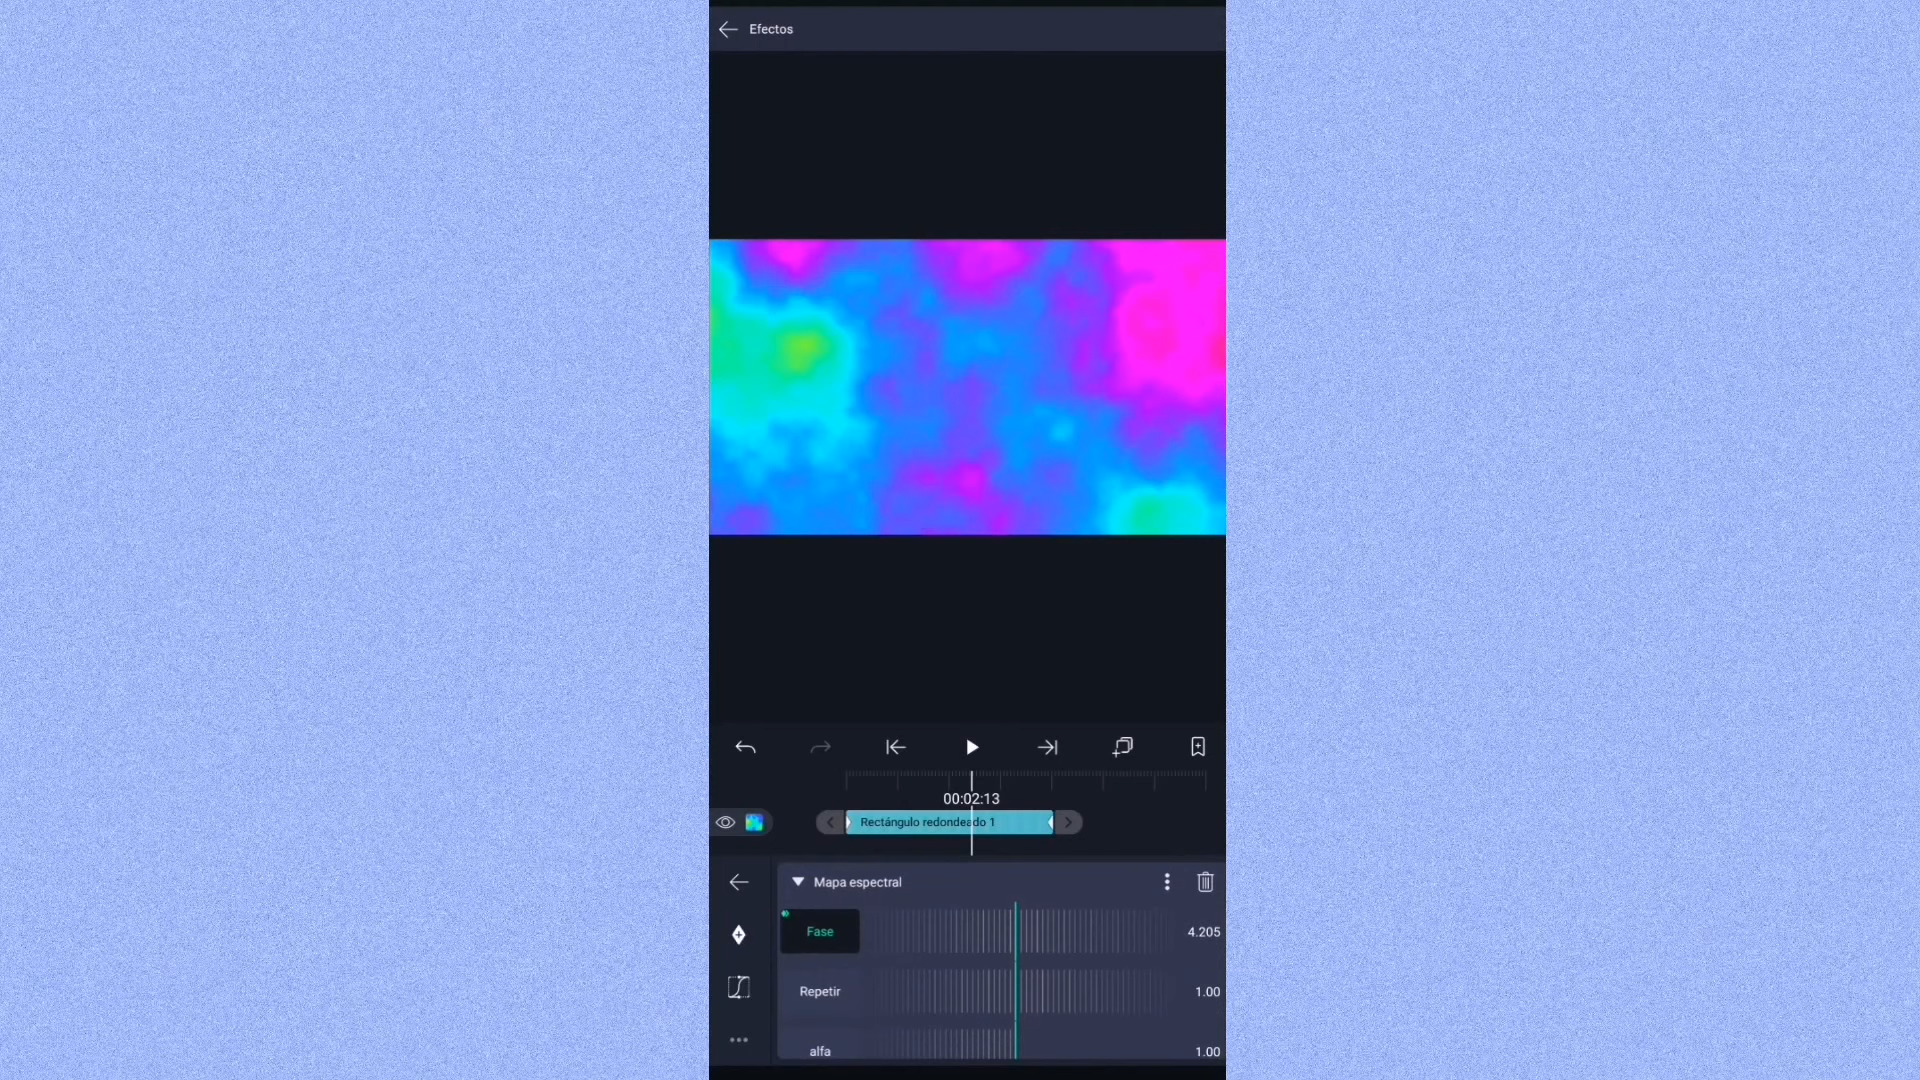 Efectos
00:02:13
Rectángulo redondeado 1
Mapa espectral
Fase
4.205
Repetir
1.00
alfa
1.00